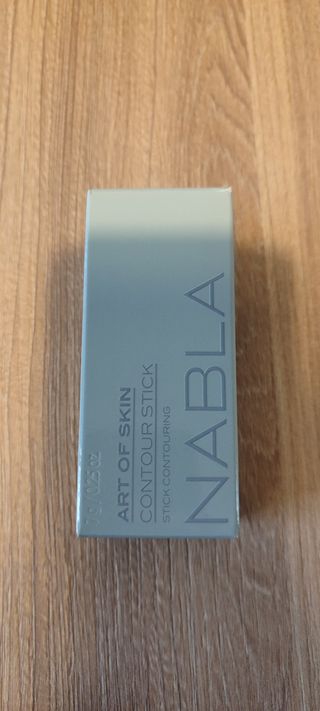 NABLA
ART OF SKIN
CONTOUR STICK
STICK CONTOURING
7 g / 0.25 oz